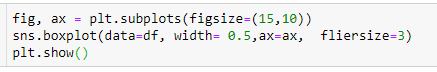 fig, ax = plt.subplots(figsize=(15,10))
sns.boxplot(data=df, width= 0.5,ax=ax,  fliersize=3)
plt.show()